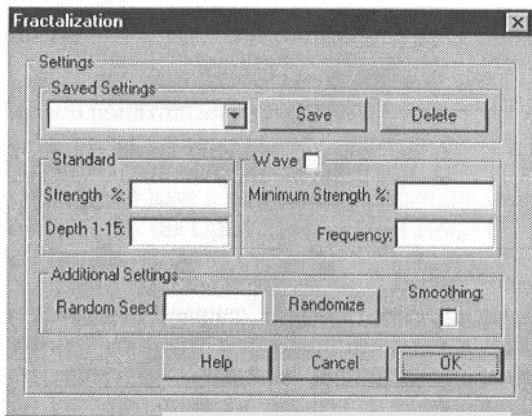 Fractalization
Settings
Saved Settings
Save
Delete
Standard
Strength %:
Depth 1-15:
Wave
Minimum Strength %:
Frequency:
Additional Settings
Random Seed:
Randomize
Smoothing:
Help
Cancel
OK